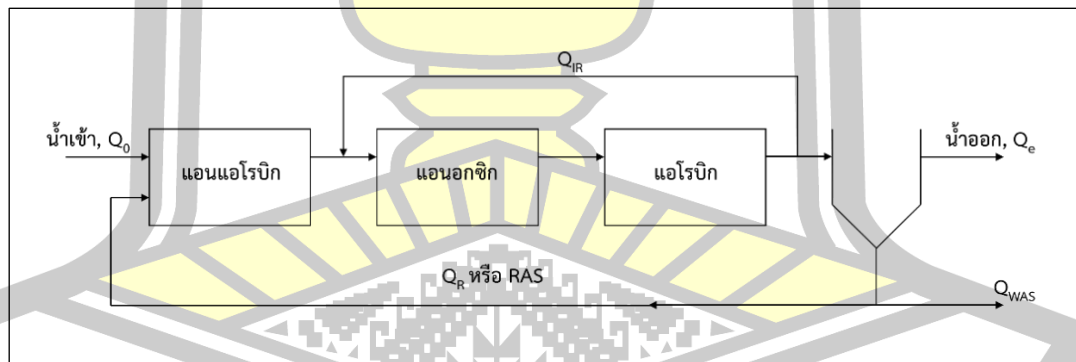 Q_IR
น้ำเข้า, Q_0
แอนแอโรบิก
แอนอกซิก
แอโรบิก
น้ำออก, Q_e
Q_R หรือ RAS
Q_WAS